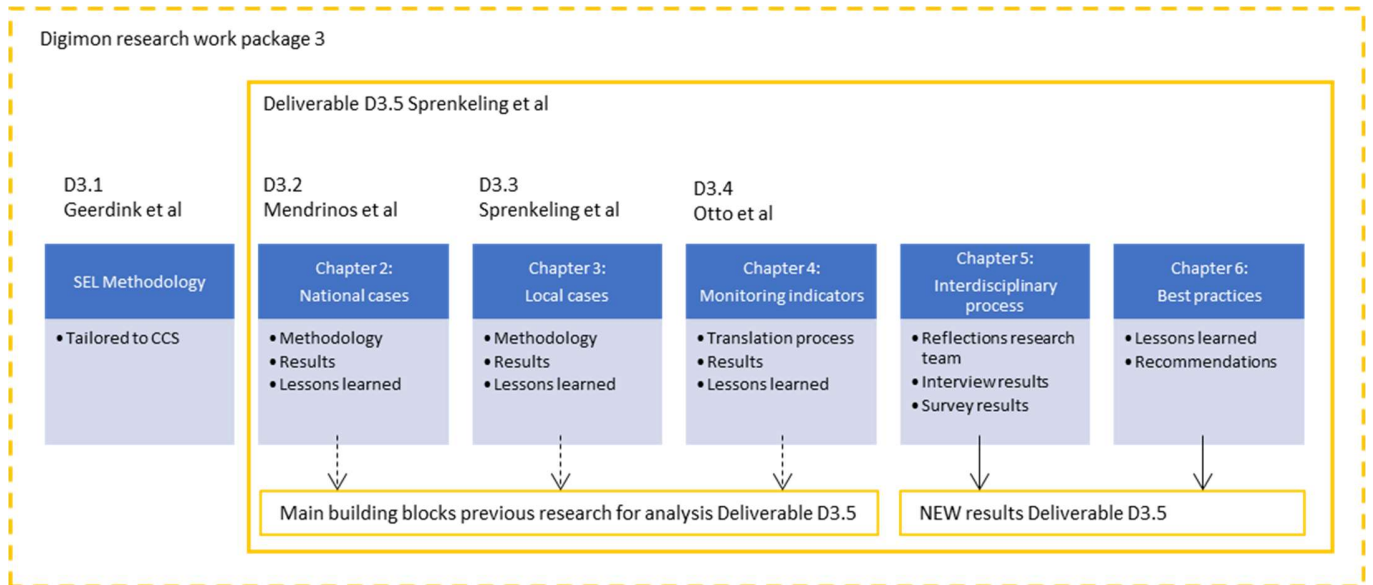 Digimon research work package 3
Deliverable D3.5 Sprenkeling et al
D3.1
Geerdink et al
D3.2
Mendrinos et al
D3.3
Sprenkeling et al
D3.4
Otto et al
SEL Methodology
• Tailored to CCS
Chapter 2:
National cases
• Methodology
• Results
• Lessons learned
Chapter 3:
Local cases
• Methodology
• Results
• Lessons learned
Chapter 4:
Monitoring indicators
• Translation process
• Results
• Lessons learned
Chapter 5:
Interdisciplinary
process
• Reflections research
team
• Interview results
• Survey results
Chapter 6:
Best practices
• Lessons learned
• Recommendations
Main building blocks previous research for analysis Deliverable D3.5
NEW results Deliverable D3.5